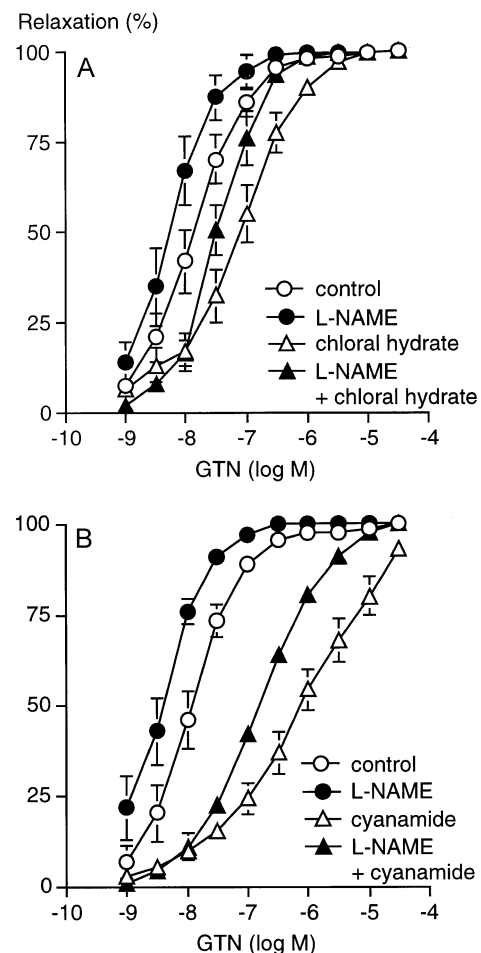 Relaxation (%)
100
A
75
50
25
0
control
L-NAME
chloral hydrate
L-NAME
+ chloral hydrate
-10 -9 -8 -7 -6 -5 -4
GTN (log M)
100
B
75
50
25
0
control
L-NAME
cyanamide
L-NAME
+ cyanamide
-10 -9 -8 -7 -6 -5 -4
GTN (log M)